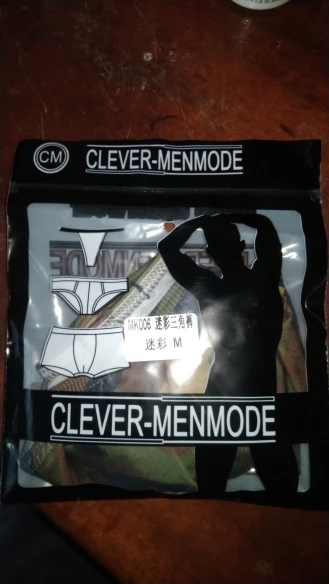 CM
CLEVER-MENMODE
MK006 迷彩三角裤
迷彩 M
CLEVER-MENMODE